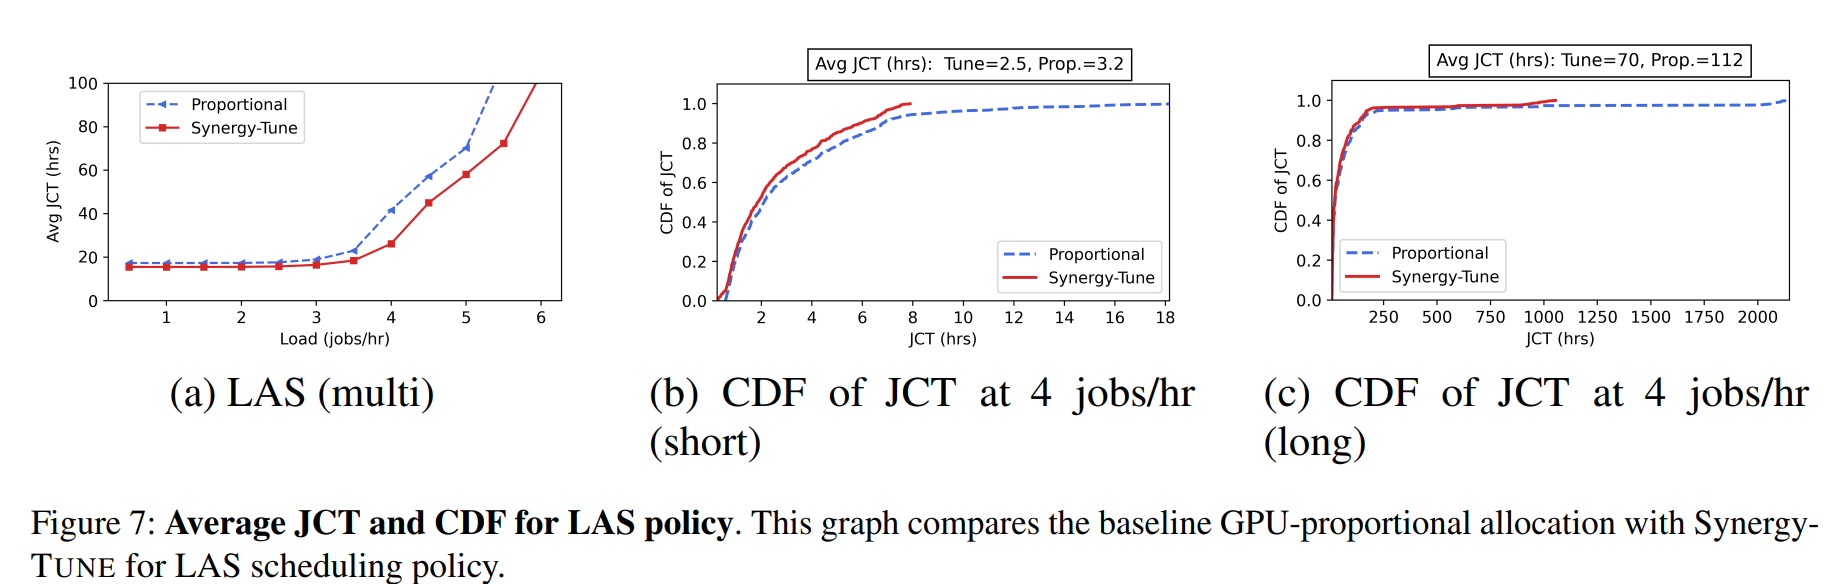 100
80
60
40
20
0
Avg JCT (hrs)
Proportional
Synergy-Tune
1 2 3 4 5 6
Load (jobs/hr)
(a) LAS (multi)
Avg JCT (hrs):  Tune=2.5, Prop.=3.2
1.0
0.8
0.6
0.4
0.2
0.0
CDF of JCT
Proportional
Synergy-Tune
2 4 6 8 10 12 14 16 18
JCT (hrs)
(b) CDF of JCT at 4 jobs/hr
(short)
Avg JCT (hrs): Tune=70, Prop.=112
1.0
0.8
0.6
0.4
0.2
0.0
CDF of JCT
Proportional
Synergy-Tune
250 500 750 1000 1250 1500 1750 2000
JCT (hrs)
(c) CDF of JCT at 4 jobs/hr
(long)
Figure 7: Average JCT and CDF for LAS policy. This graph compares the baseline GPU-proportional allocation with Synergy-
TUNE for LAS scheduling policy.